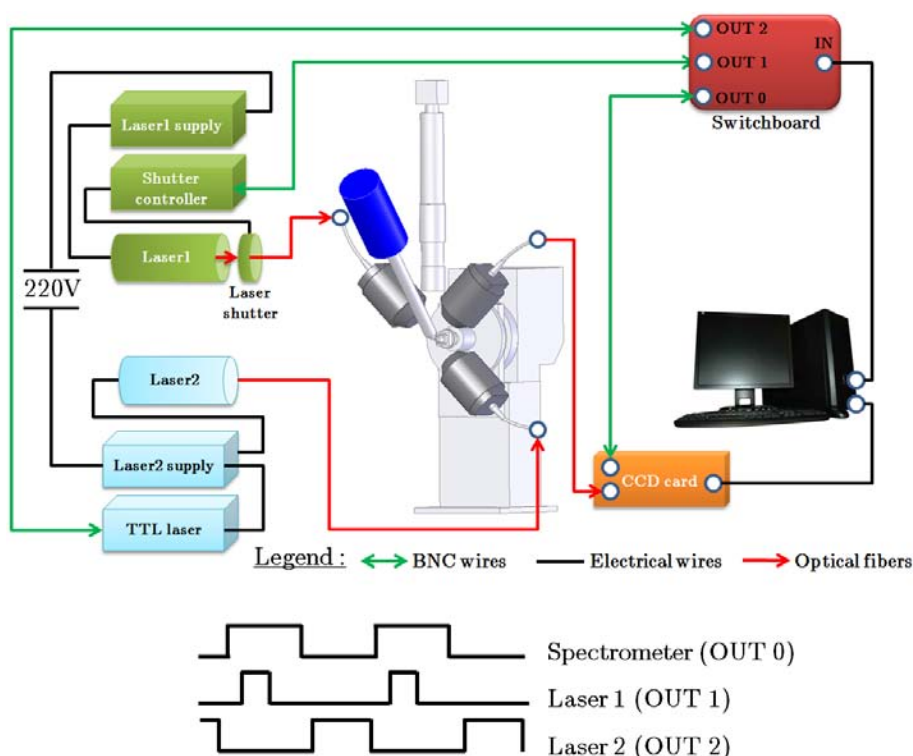 OUT 2
IN
OUT 1
OUT 0
Switchboard
Laser1 supply
Shutter
controller
Laser1
Laser
shutter
220V
Laser2
Laser2 supply
TTL laser
CCD card
Legend : BNC wires Electrical wires Optical fibers
Spectrometer (OUT 0)
Laser 1 (OUT 1)
Laser 2 (OUT 2)